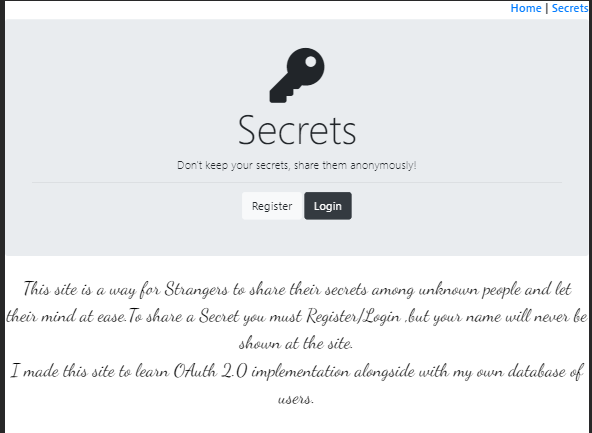 Home | Secrets
Secrets
Don't keep your secrets, share them anonymously!
Register Login
This site is a way for Strangers to share their secrets among unknown people and let
their mind at ease.To share a Secret you must Register/Login ,but your name will never be
shown at the site.
I made this site to learn OAuth 2.0 implementation alongside with my own database of
users.